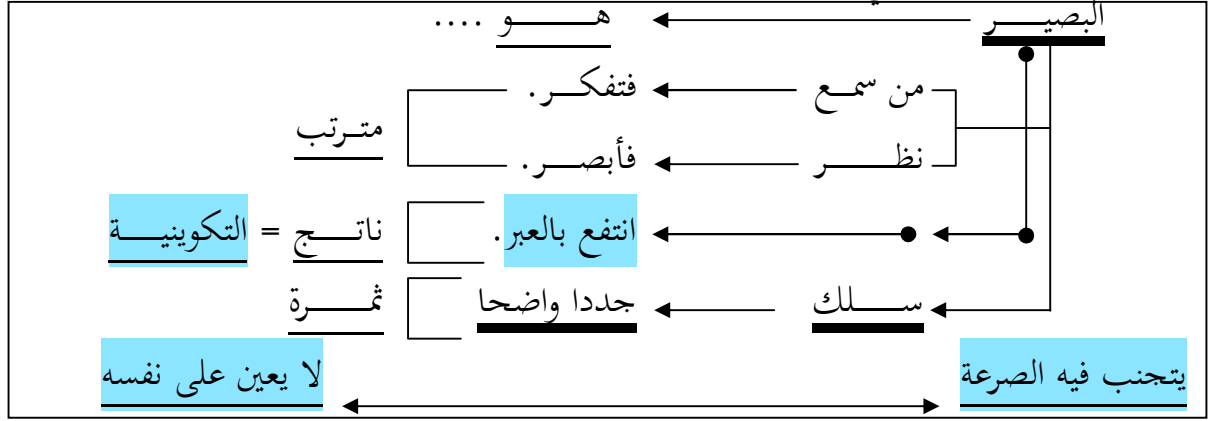 البصير هو ....
من سمع فتفكر.
مترتب
نظر فأبصر.
انتفع بالعبر. ناتج = التكوينية
سلك جددا واضحا ثمرة
يتجنب فيه الصرعة لا يعين على نفسه